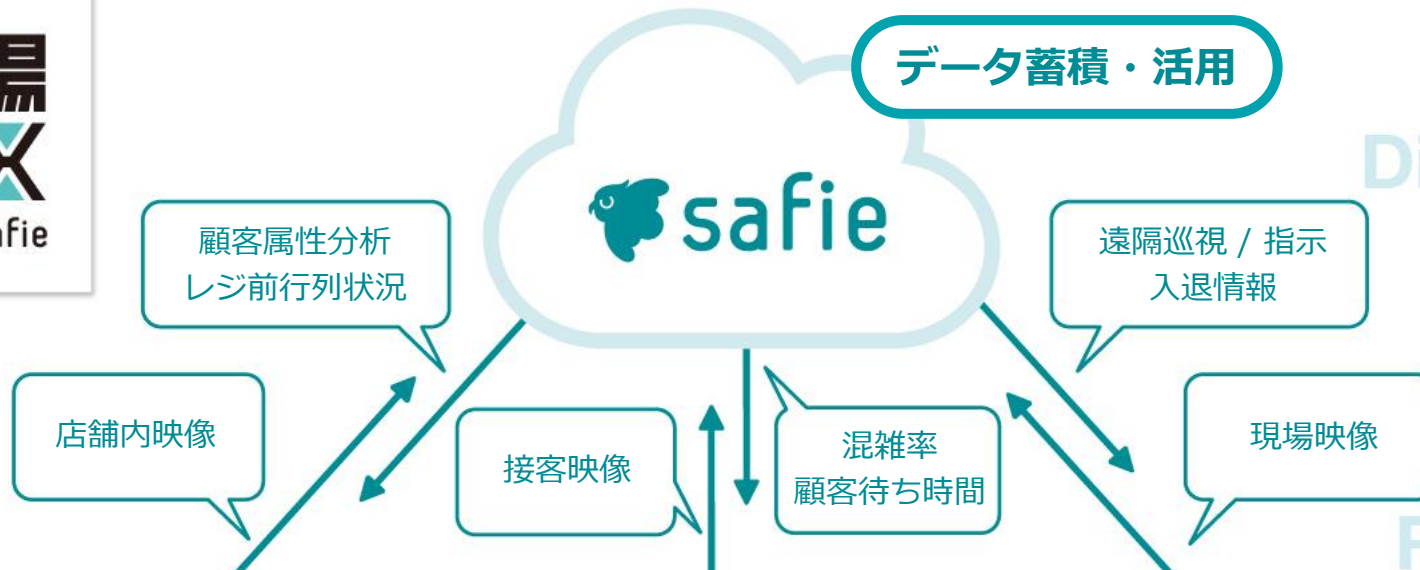 データ蓄積・活用
safie
顧客属性分析
レジ前行列状況
遠隔巡視 / 指示
入退情報
店舗内映像
接客映像
混雑率
顧客待ち時間
現場映像